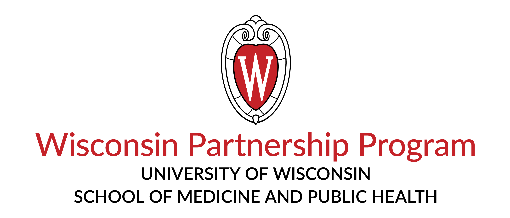 W
Wisconsin Partnership Program
UNIVERSITY OF WISCONSIN
SCHOOL OF MEDICINE AND PUBLIC HEALTH